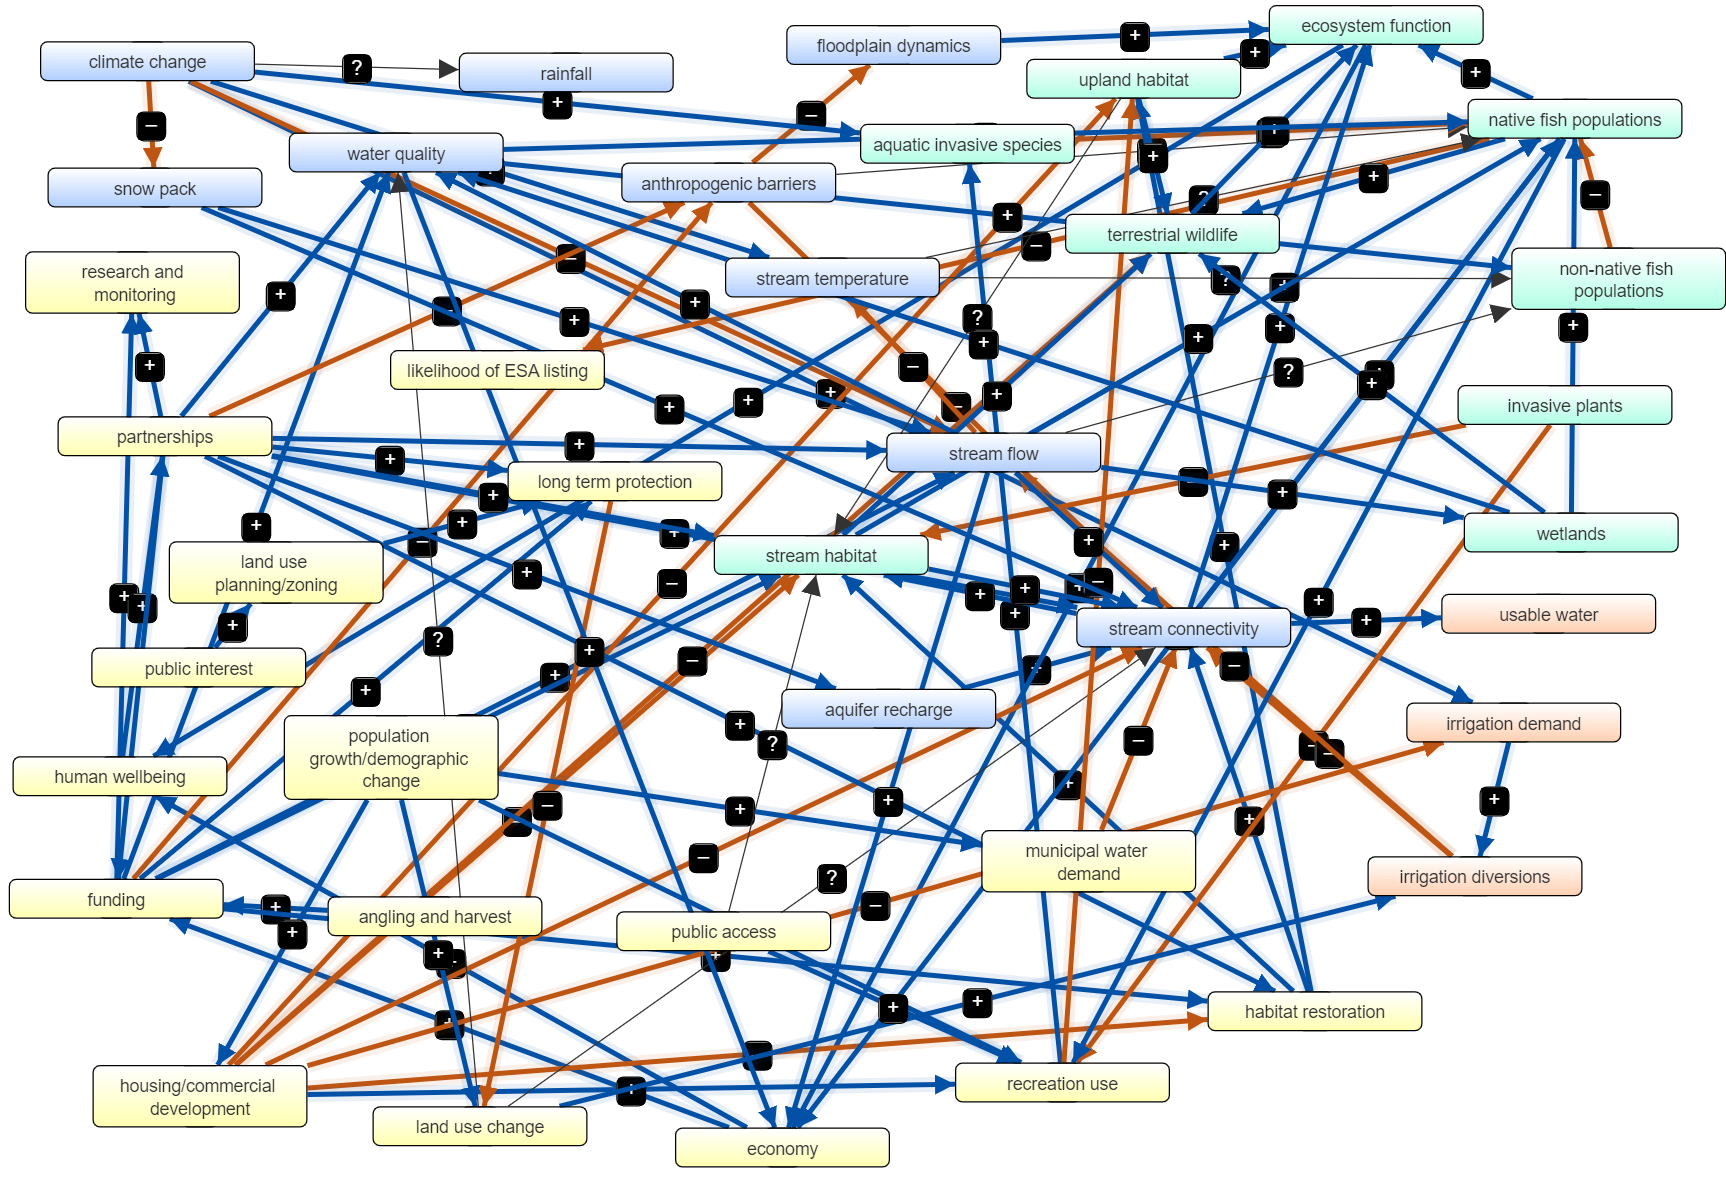 ecosystem function
floodplain dynamics
climate change
rainfall
upland habitat
native fish populations
aquatic invasive species
water quality
snow pack
anthropogenic barriers
terrestrial wildlife
research and
monitoring
stream temperature
non-native fish
populations
likelihood of ESA listing
invasive plants
partnerships
stream flow
long term protection
wetlands
stream habitat
land use
planning/zoning
usable water
stream connectivity
public interest
aquifer recharge
irrigation demand
population
growth/demographic
change
human wellbeing
municipal water
demand
irrigation diversions
funding
angling and harvest
public access
habitat restoration
recreation use
housing/commercial
development
land use change
economy